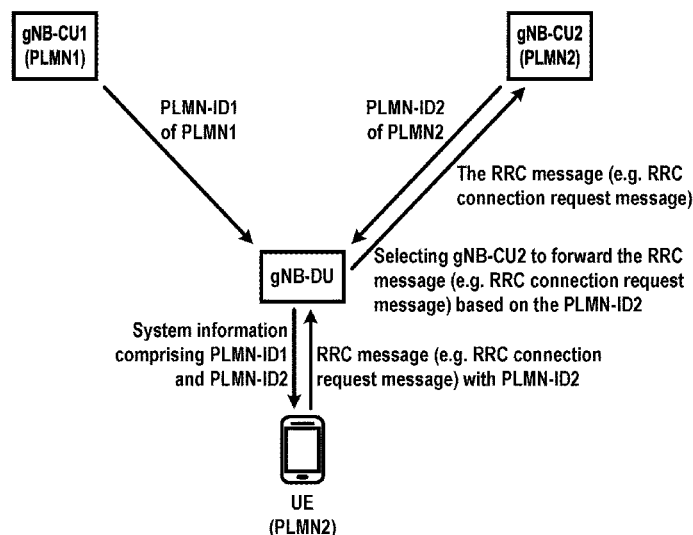 gNB-CU1
(PLMN1)
gNB-CU2
(PLMN2)
PLMN-ID1
of PLMN1
PLMN-ID2
of PLMN2
The RRC message (e.g. RRC
connection request message)
gNB-DU
Selecting gNB-CU2 to forward the RRC
message (e.g. RRC connection request
message) based on the PLMN-ID2
System information
comprising PLMN-ID1
and PLMN-ID2
RRC message (e.g. RRC connection
request message) with PLMN-ID2
UE
(PLMN2)